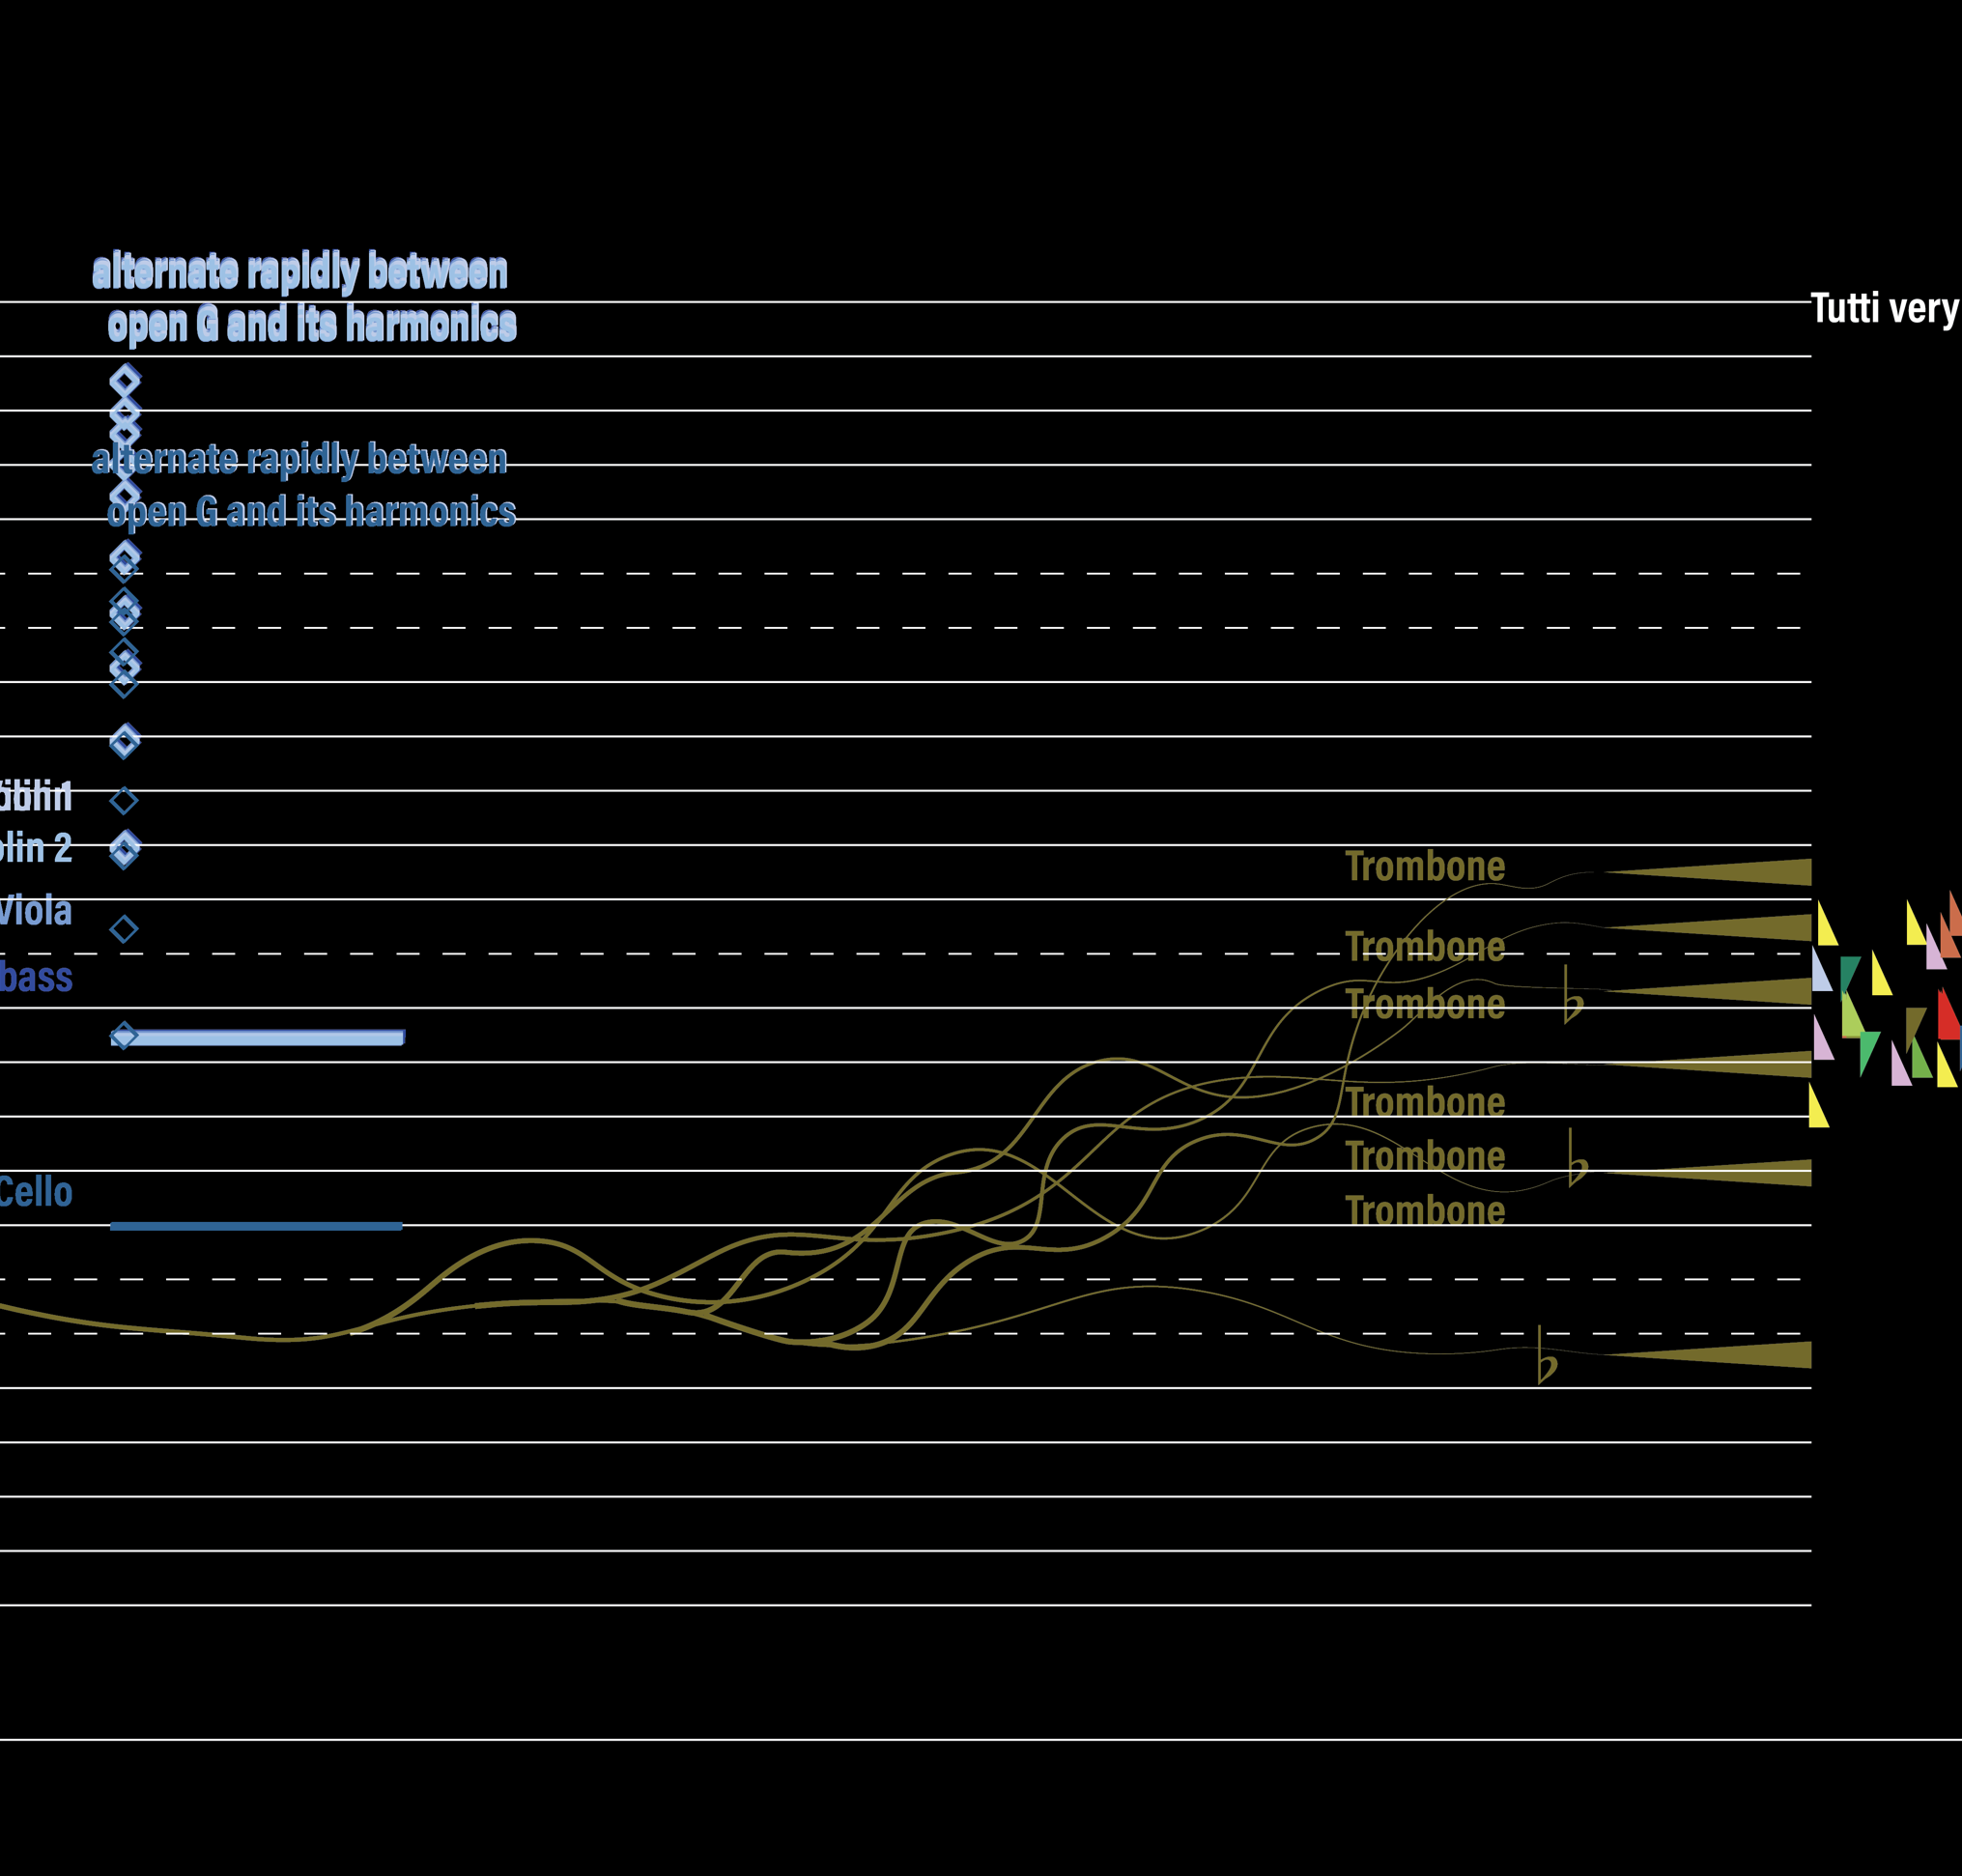 alternate rapidly between
open G and its harmonics
Tutti very
alternate rapidly between
open G and its harmonics
olin 2
Viola
bass
Cello
Trombone
Trombone
Trombone
Trombone
Trombone
Trombone